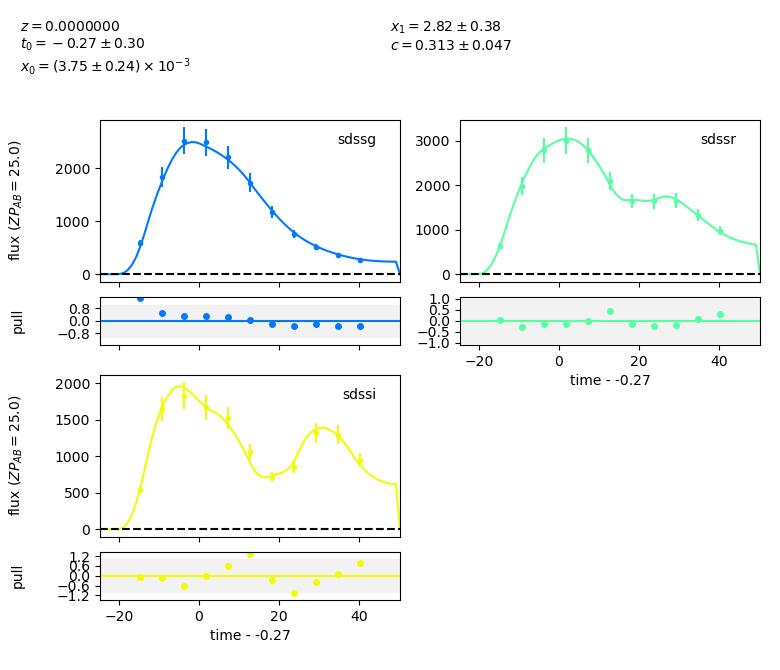 z = 0.0000000
t₀ = − 0.27 ± 0.30
x₀ = (3.75 ± 0.24) × 10⁻³
x₁ = 2.82 ± 0.38
c = 0.313 ± 0.047
flux (ZP_AB = 25.0)
2000
1000
0
sdssg
3000
2000
1000
0
sdssr
pull
0.8
0.0
−0.8
1.0
0.5
0.0
−0.5
−1.0
−20 0 20 40
time - -0.27
flux (ZP_AB = 25.0)
2000
1500
1000
500
0
sdssi
pull
1.2
0.6
0.0
−0.6
−1.2
−20 0 20 40
time - -0.27